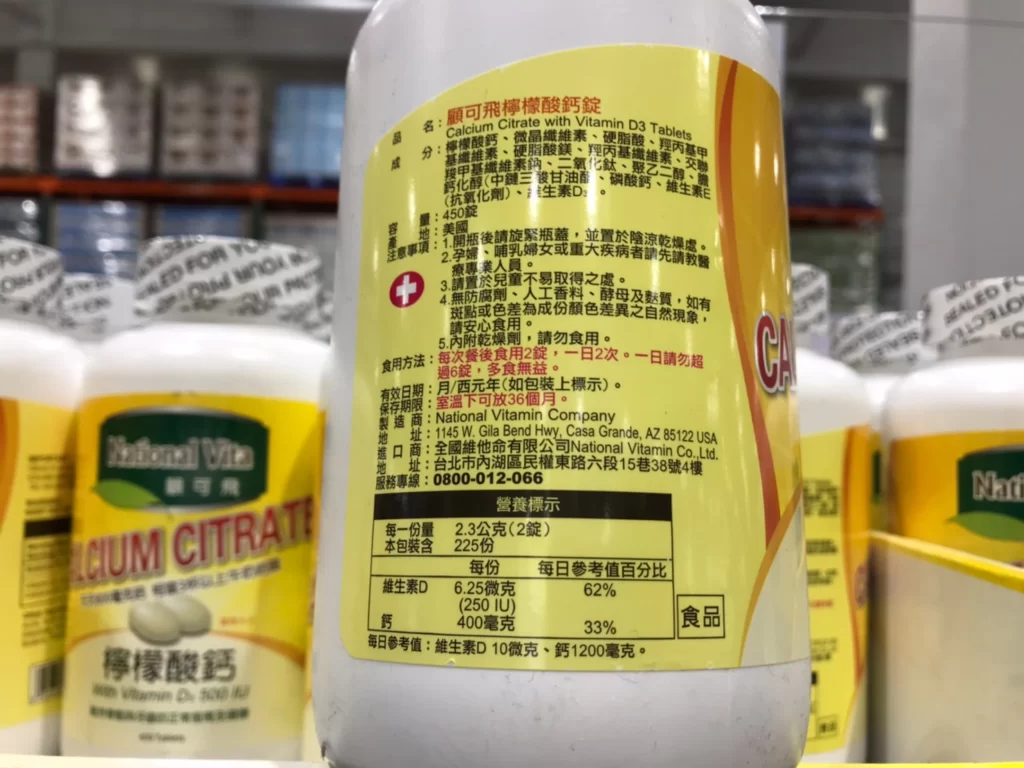 品名：顧可飛檸檬酸鈣錠
Calcium Citrate with Vitamin D3 Tablets
成分：檸檬酸鈣、微晶纖維素、硬脂酸、羥丙基甲
基纖維素、硬脂酸鎂、羥丙基纖維素、交聯
羧甲基纖維素鈉、二氧化鈦、聚乙二醇、鹼
鈣化醇(中鏈三酸甘油酯、磷酸鈣、維生素E
(抗氧化劑)、維生素D₃。
容量：450錠
產地：美國
注意事項：1.開瓶後請旋緊瓶蓋，並置於陰涼乾燥處。
2.孕婦、哺乳婦女或重大疾病者請先請教醫
療專業人員。
3.請置於兒童不易取得之處。
4.無防腐劑、人工香料、酵母及麩質，如有
斑點或色差為成份顏色差異之自然現象，
請安心食用。
5.內附乾燥劑，請勿食用。
食用方法：每次餐後食用2錠，一日2次。一日請勿超
過6錠，多食無益。
有效日期：月/西元年(如包裝上標示)。
保存期限：室溫下可放36個月。
製造商：National Vitamin Company
地址：1145 W. Gila Bend Hwy, Casa Grande, AZ 85122 USA
進口商：全國維他命有限公司National Vitamin Co.,Ltd.
地址：台北市內湖區民權東路六段15巷38號4樓
服務專線：0800-012-066
營養標示
每一份量 2.3公克(2錠)
本包裝含 225份
每份 每日參考值百分比
維生素D 6.25微克 62%
(250 IU)
鈣 400毫克 33%
每日參考值：維生素D 10微克、鈣1200毫克。
食品
CA
National Vita
顧可飛
LCIUM CITRATE
檸檬酸鈣
With Vitamin D₃ 500 IU
Nati
食品